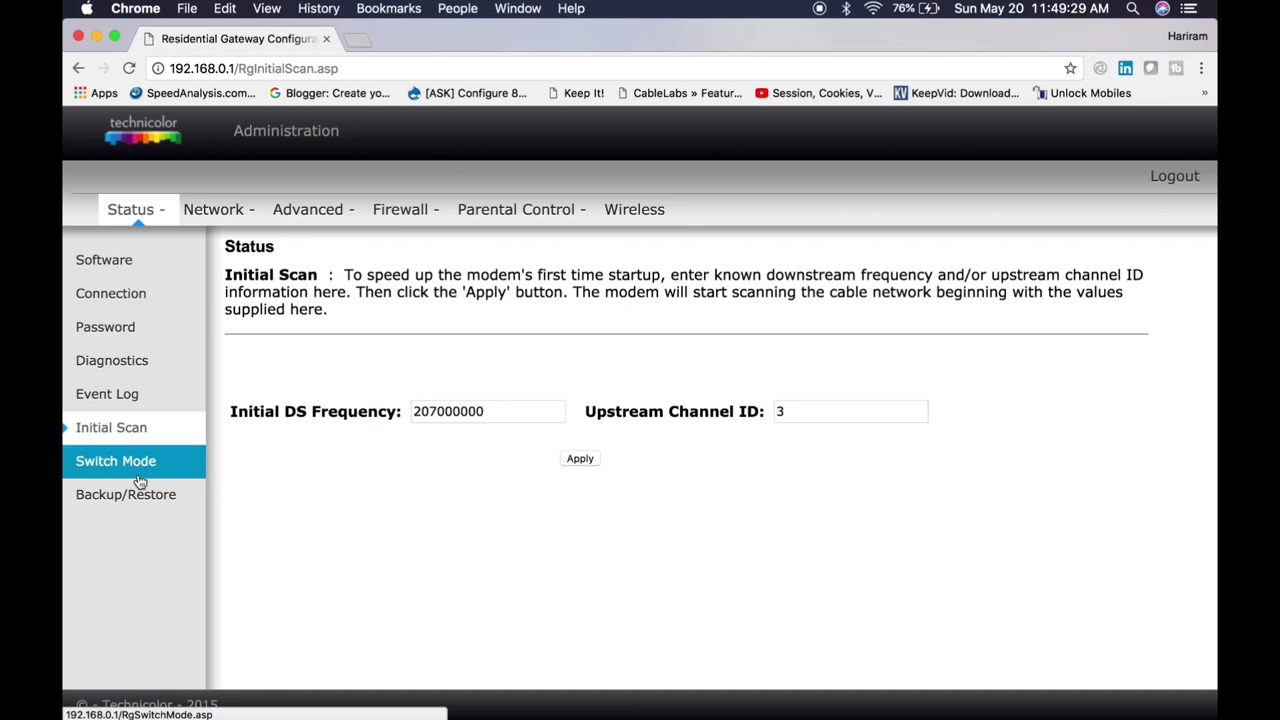 Chrome File Edit View History Bookmarks People Window Help 76% Sun May 20 11:49:29 AM
Residential Gateway Configura
Hariram
192.168.0.1/RgInitialScan.asp
Apps SpeedAnalysis.com... Blogger: Create yo... [ASK] Configure 8... Keep It! CableLabs » Featur... Session, Cookies, V... KeepVid: Download... Unlock Mobiles »
technicolor
Administration
Logout
Status - Network - Advanced - Firewall - Parental Control - Wireless
Software
Connection
Password
Diagnostics
Event Log
Initial Scan
Switch Mode
Backup/Restore
Status
Initial Scan : To speed up the modem's first time startup, enter known downstream frequency and/or upstream channel ID
information here. Then click the 'Apply' button. The modem will start scanning the cable network beginning with the values
supplied here.
Initial DS Frequency: 207000000 Upstream Channel ID: 3
Apply
© - Technicolor - 2015
192.168.0.1/RgSwitchMode.asp